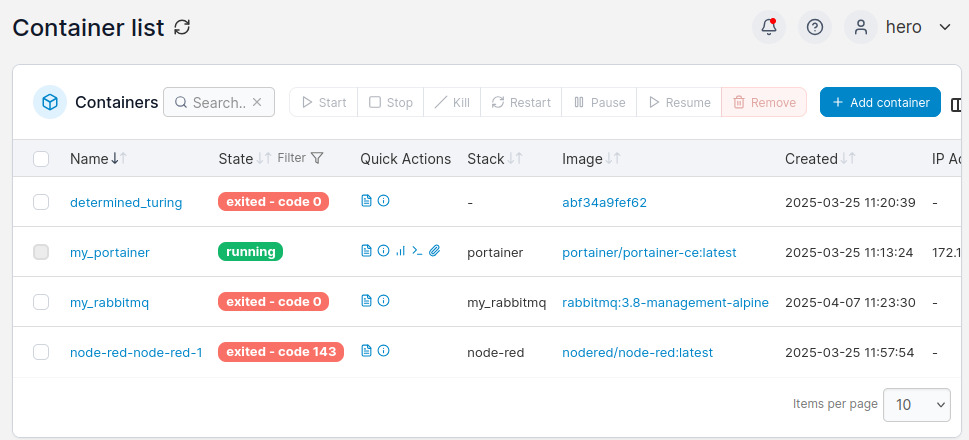 Container list
hero
Containers Search.. Start Stop Kill Restart Pause Resume Remove Add container
Name State Filter Quick Actions Stack Image Created IP Ac
determined_turing exited - code 0 - abf34a9fef62 2025-03-25 11:20:39 -
my_portainer running portainer portainer/portainer-ce:latest 2025-03-25 11:13:24 172.1
my_rabbitmq exited - code 0 my_rabbitmq rabbitmq:3.8-management-alpine 2025-04-07 11:23:30 -
node-red-node-red-1 exited - code 143 node-red nodered/node-red:latest 2025-03-25 11:57:54 -
Items per page 10